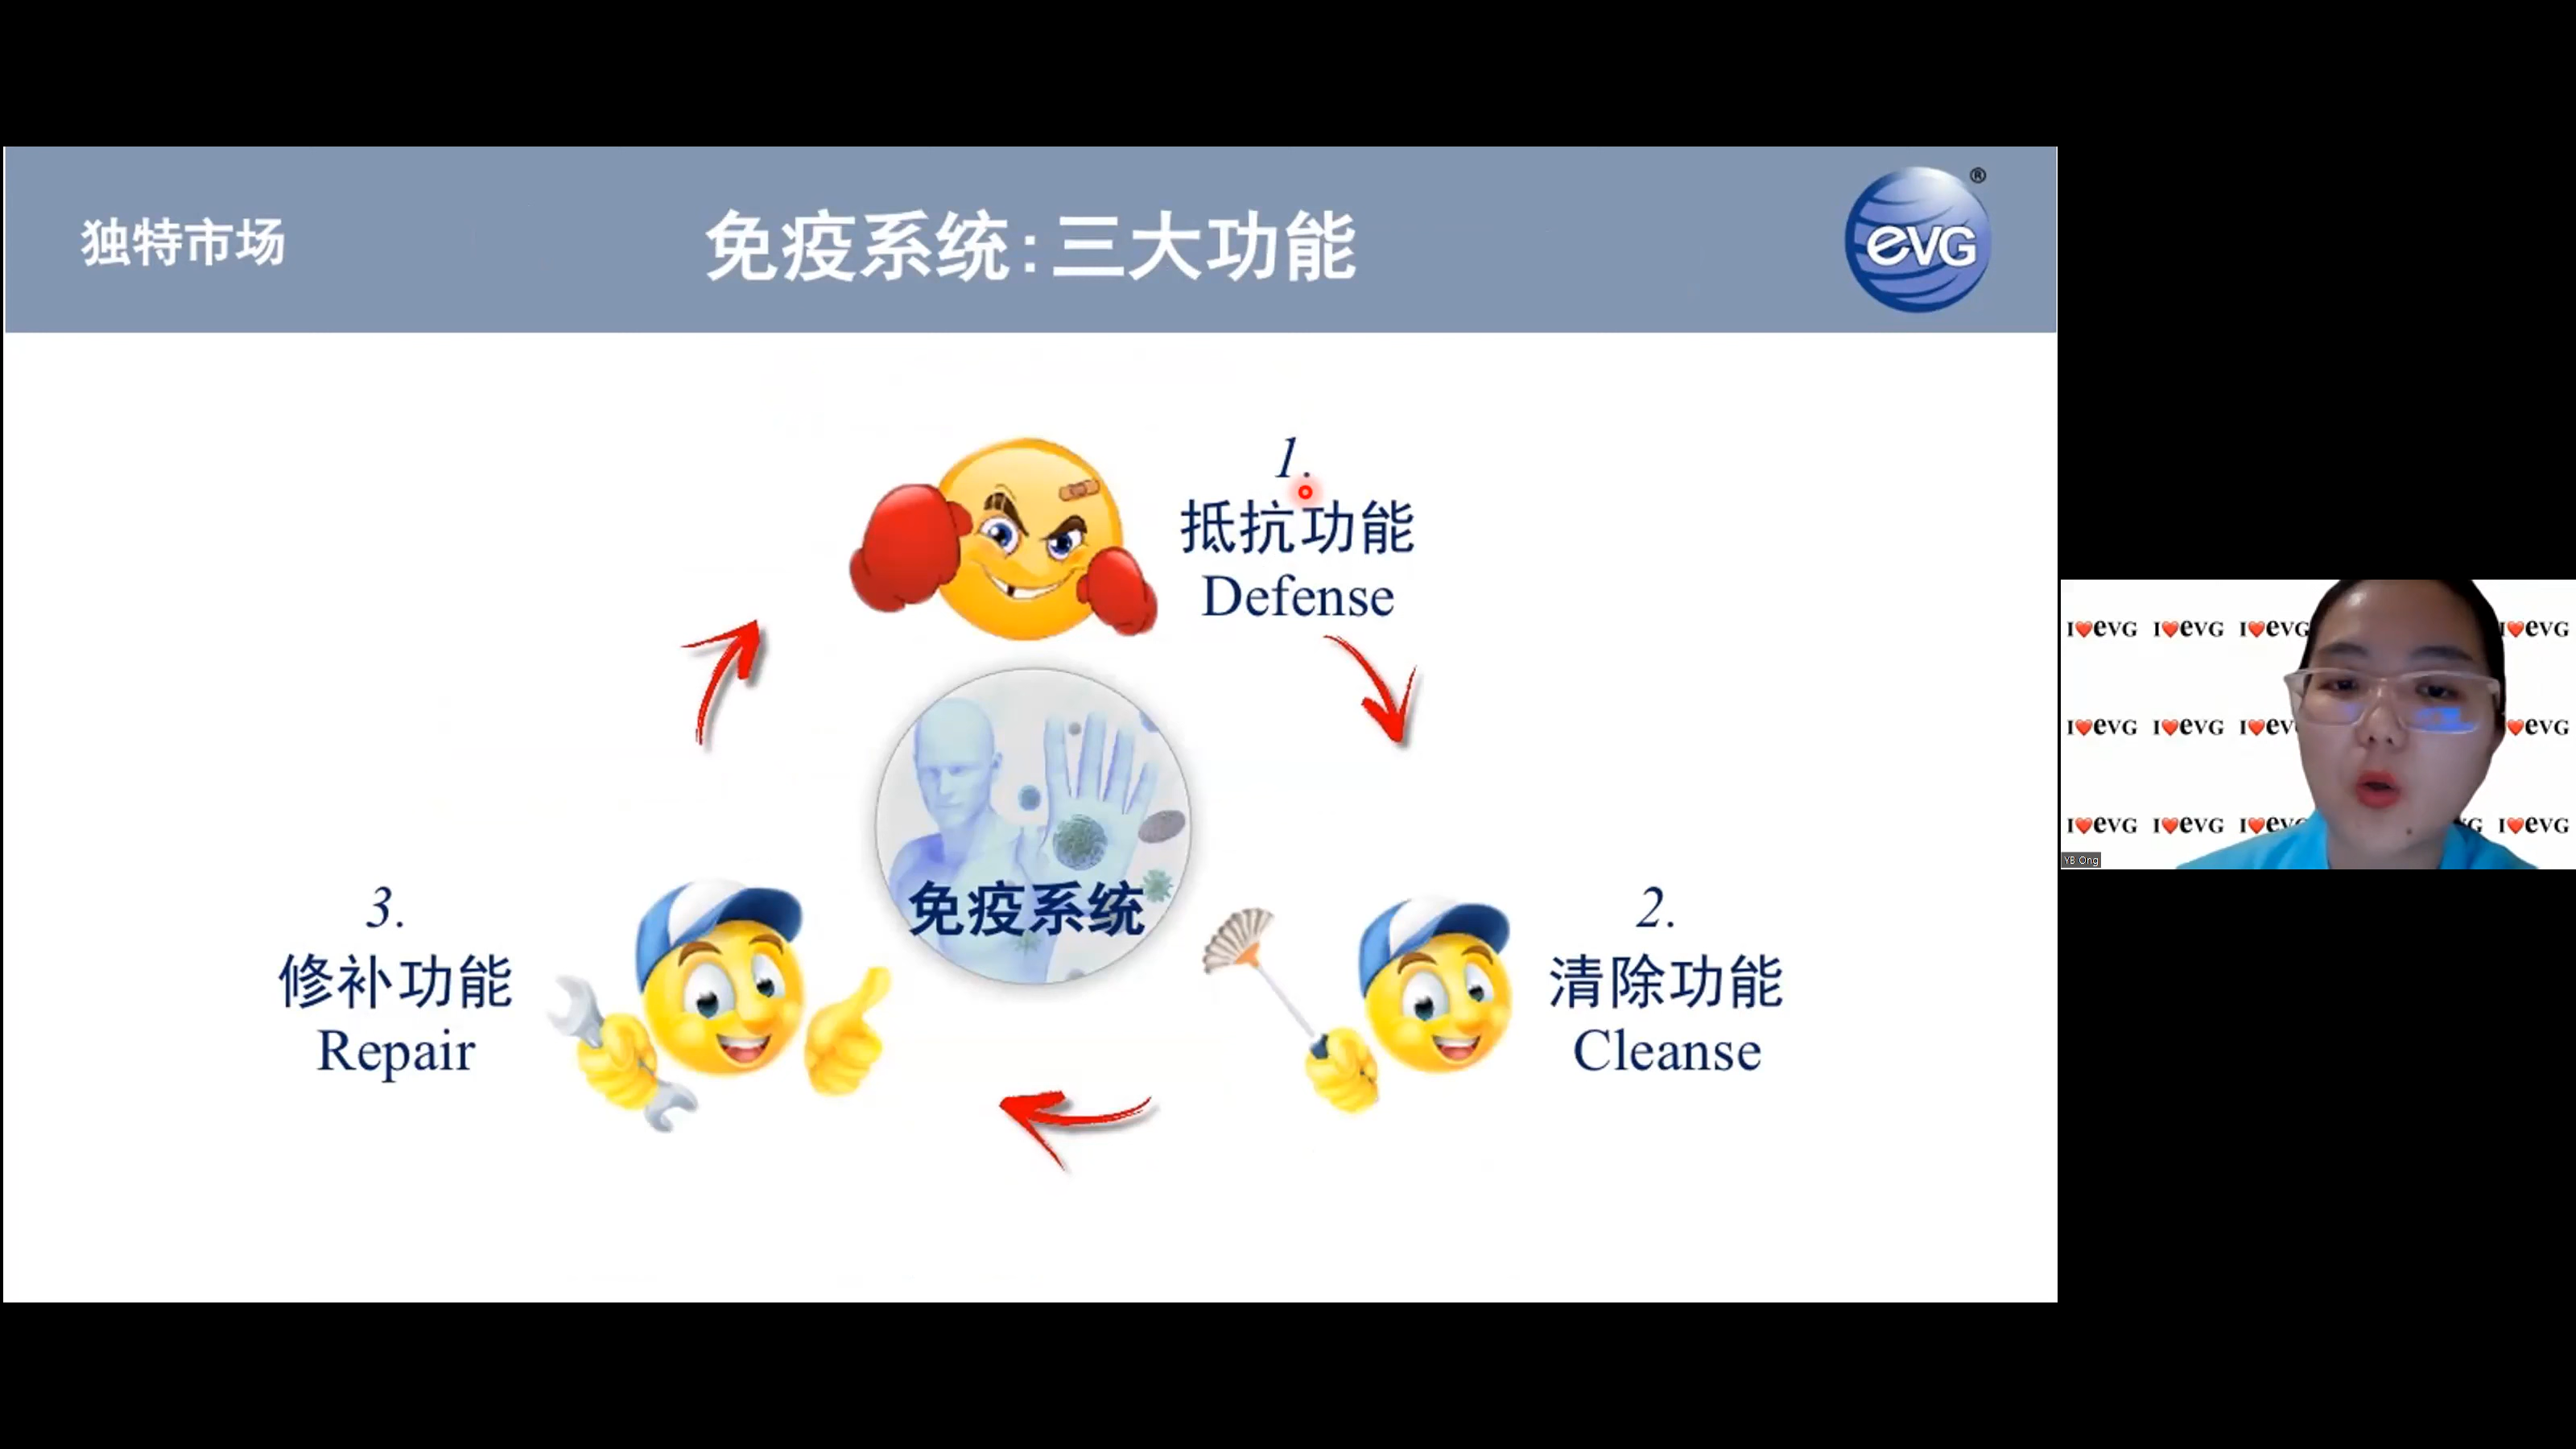 独特市场
免疫系统:三大功能
evG®
1.
抵抗功能
Defense
免疫系统
2.
清除功能
Cleanse
3.
修补功能
Repair
I❤️eVG I❤️eVG I❤️eVG I❤️eVG
I❤️eVG I❤️eVG I❤️eV ❤️eVG
I❤️eVG I❤️eVG I❤️eVG G I❤️eVG
YB Ong